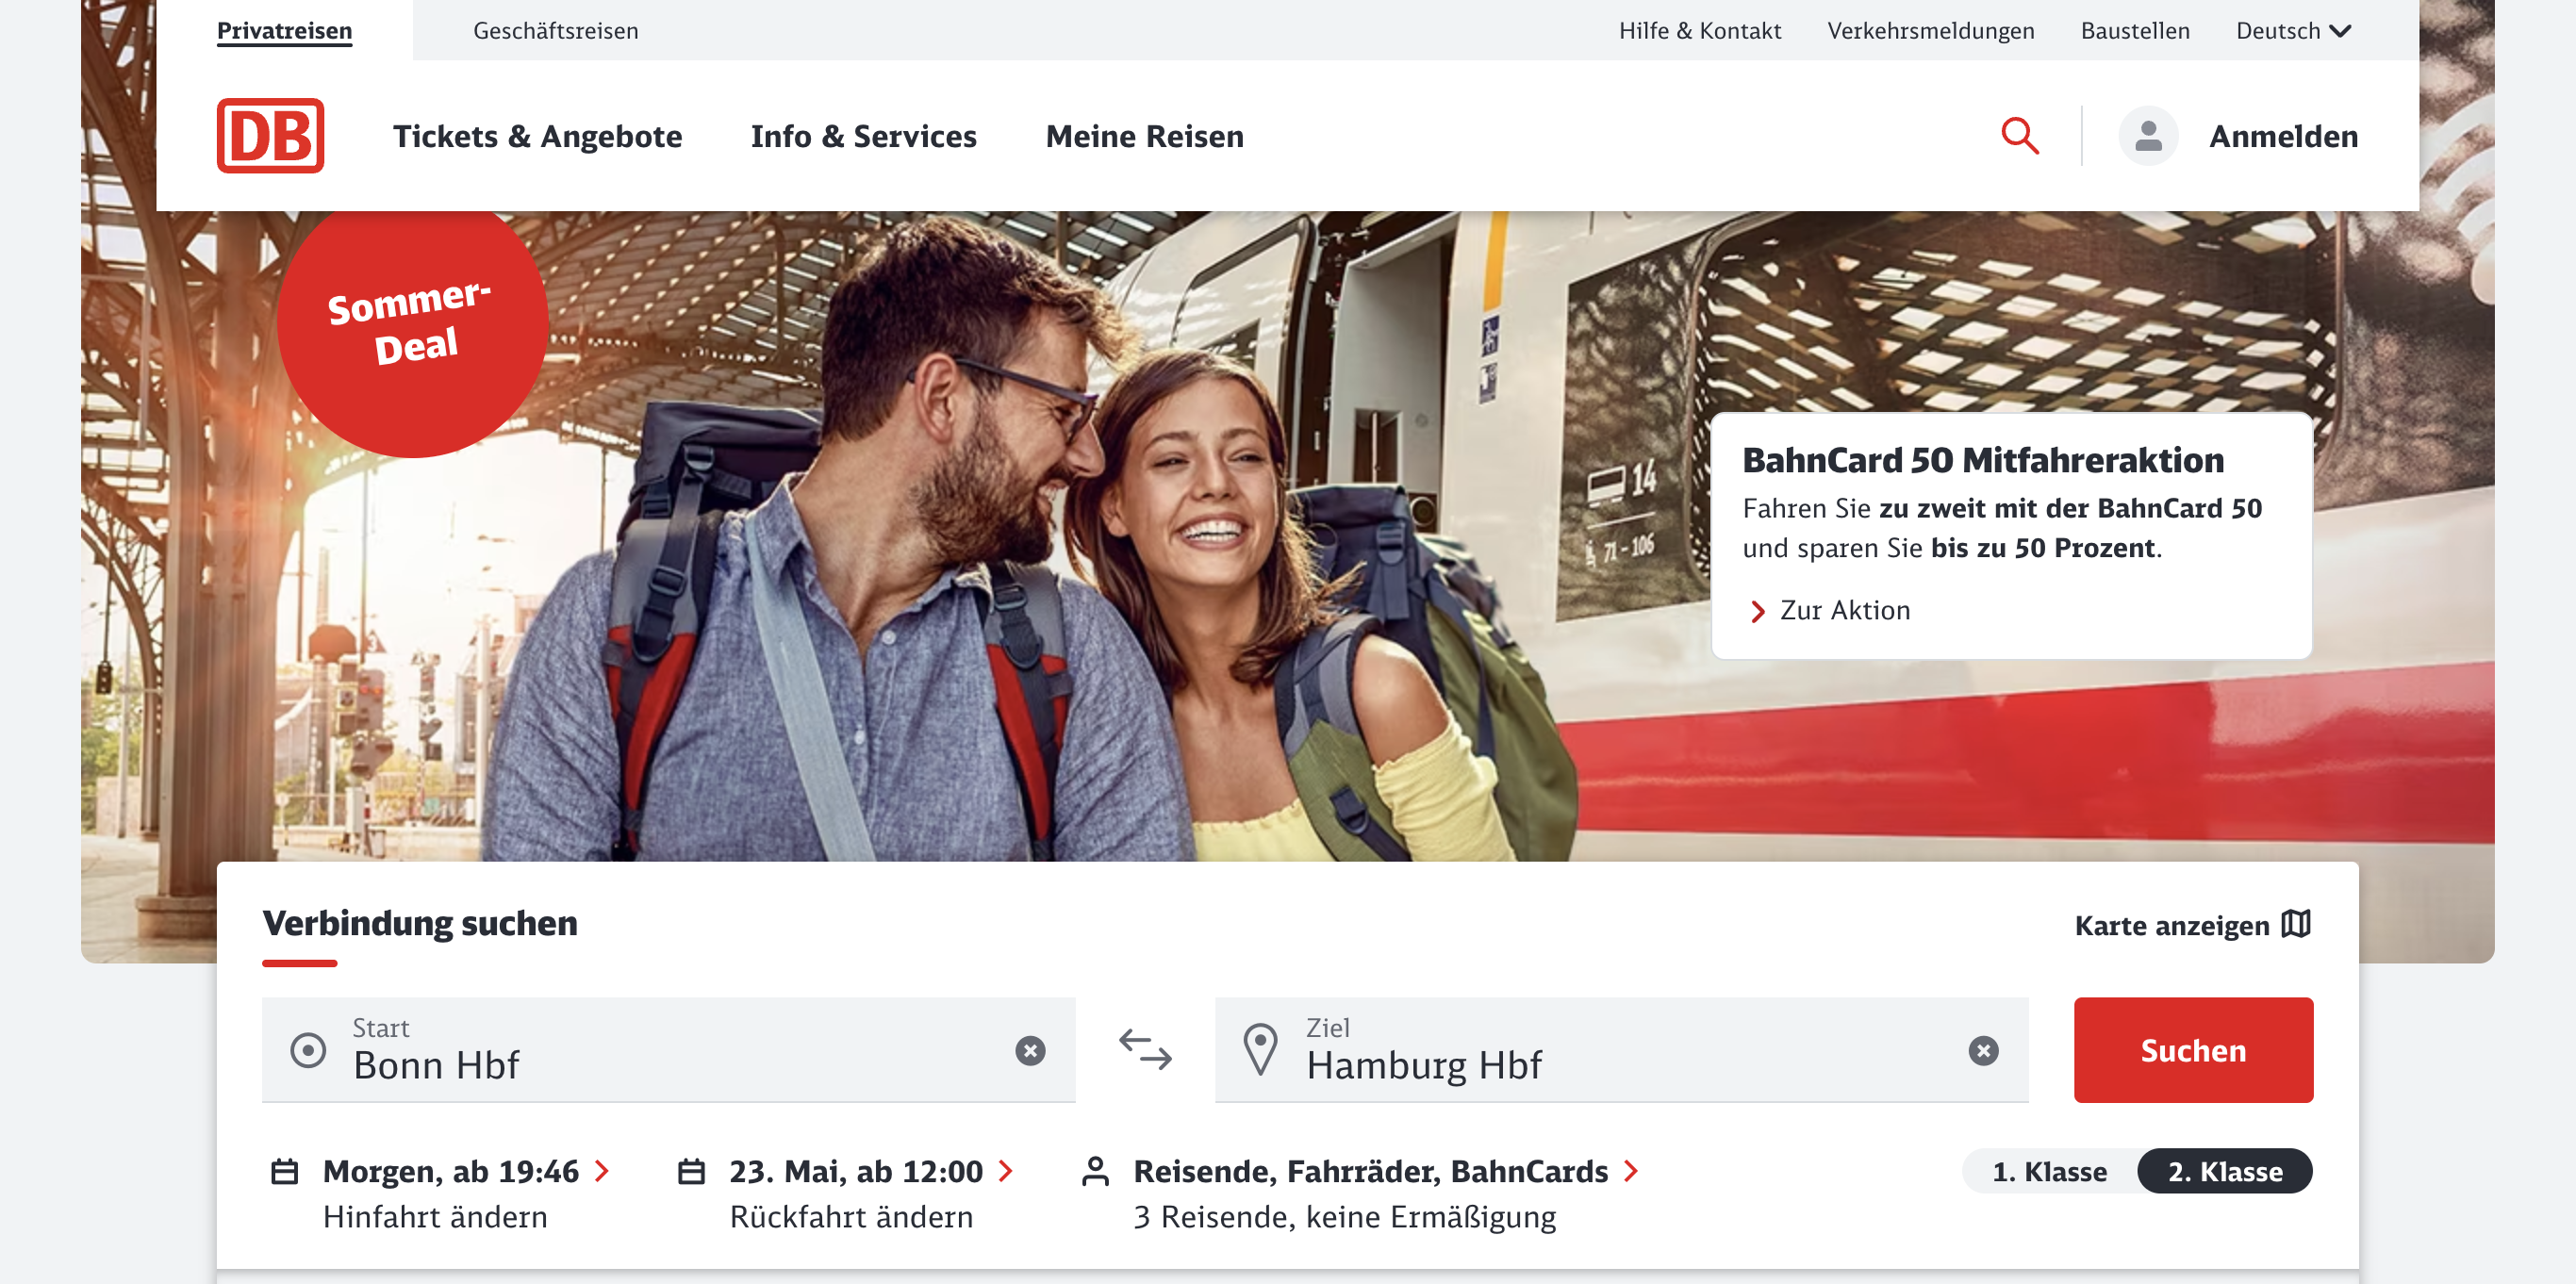 Privatreisen
Geschäftsreisen
Hilfe & Kontakt
Verkehrsmeldungen
Baustellen
Deutsch
DB
Tickets & Angebote
Info & Services
Meine Reisen
Anmelden
Sommer-
Deal
14
71-106
BahnCard 50 Mitfahreraktion
Fahren Sie zu zweit mit der BahnCard 50
und sparen Sie bis zu 50 Prozent.
Zur Aktion
Verbindung suchen
Karte anzeigen
Start
Bonn Hbf
Ziel
Hamburg Hbf
Suchen
Morgen, ab 19:46
Hinfahrt ändern
23. Mai, ab 12:00
Rückfahrt ändern
Reisende, Fahrräder, BahnCards
3 Reisende, keine Ermäßigung
1. Klasse
2. Klasse